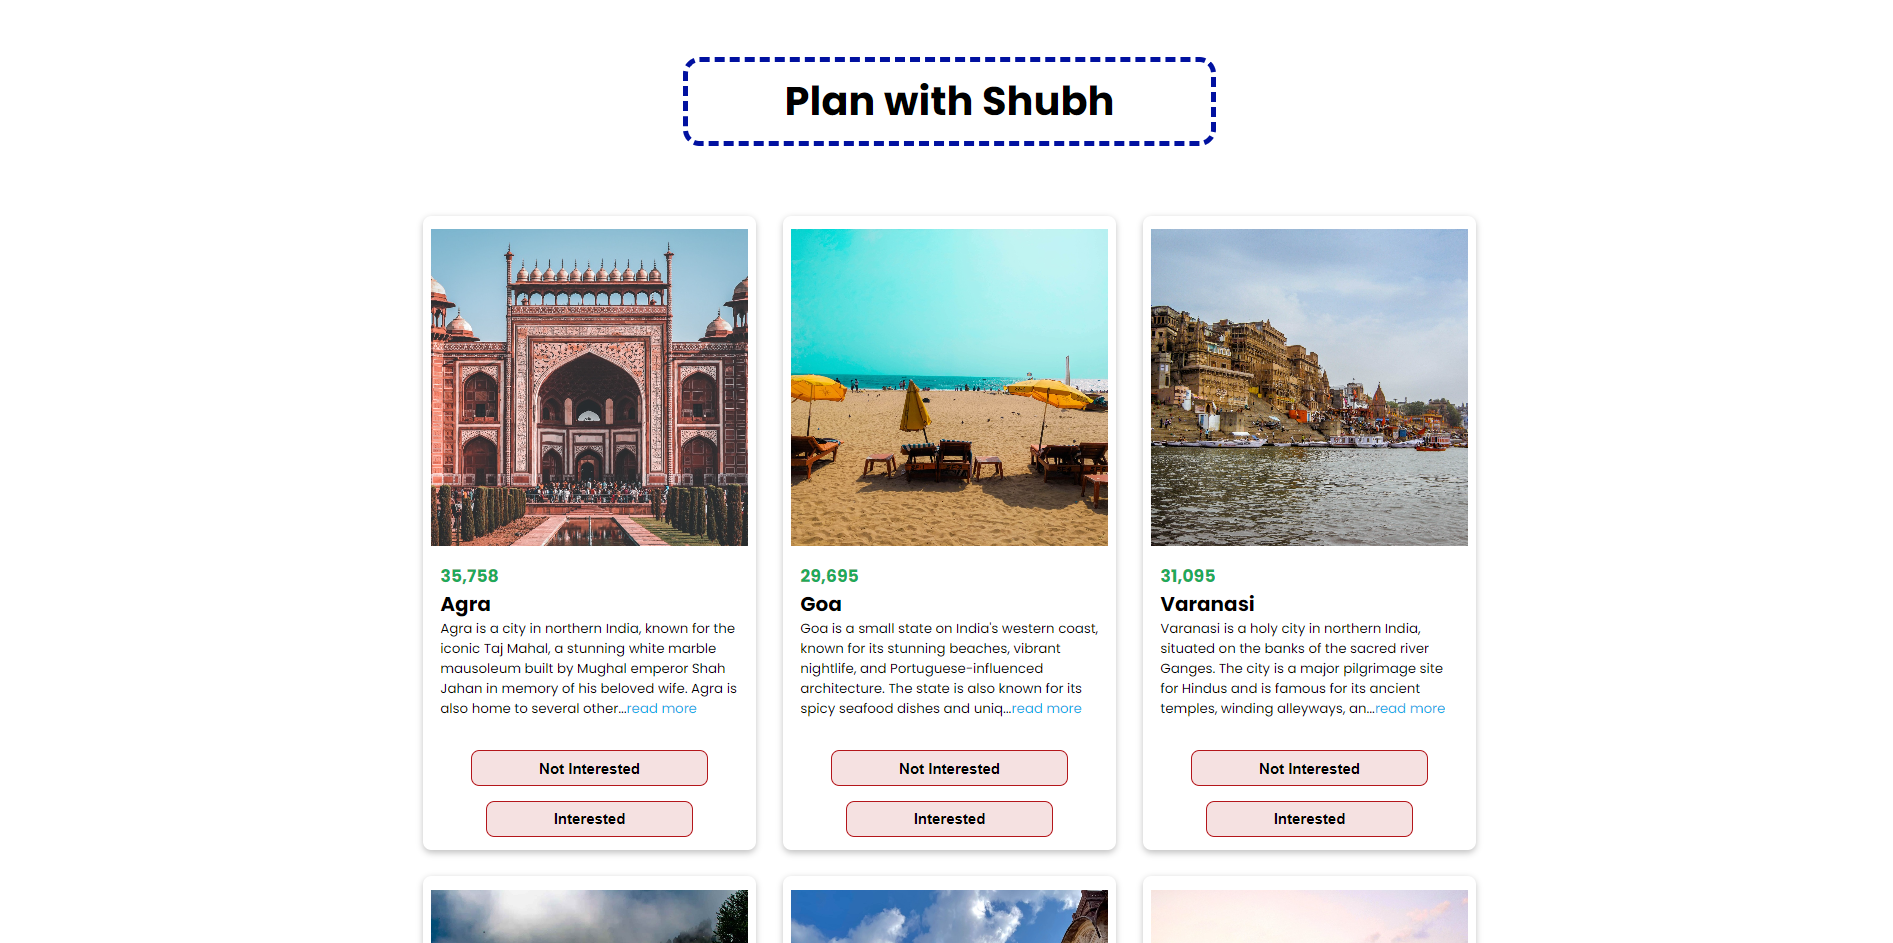 Plan with Shubh
35,758
Agra
Agra is a city in northern India, known for the
iconic Taj Mahal, a stunning white marble
mausoleum built by Mughal emperor Shah
Jahan in memory of his beloved wife. Agra is
also home to several other...read more
Not Interested
Interested
29,695
Goa
Goa is a small state on India's western coast,
known for its stunning beaches, vibrant
nightlife, and Portuguese-influenced
architecture. The state is also known for its
spicy seafood dishes and uniq...read more
Not Interested
Interested
31,095
Varanasi
Varanasi is a holy city in northern India,
situated on the banks of the sacred river
Ganges. The city is a major pilgrimage site
for Hindus and is famous for its ancient
temples, winding alleyways, an...read more
Not Interested
Interested